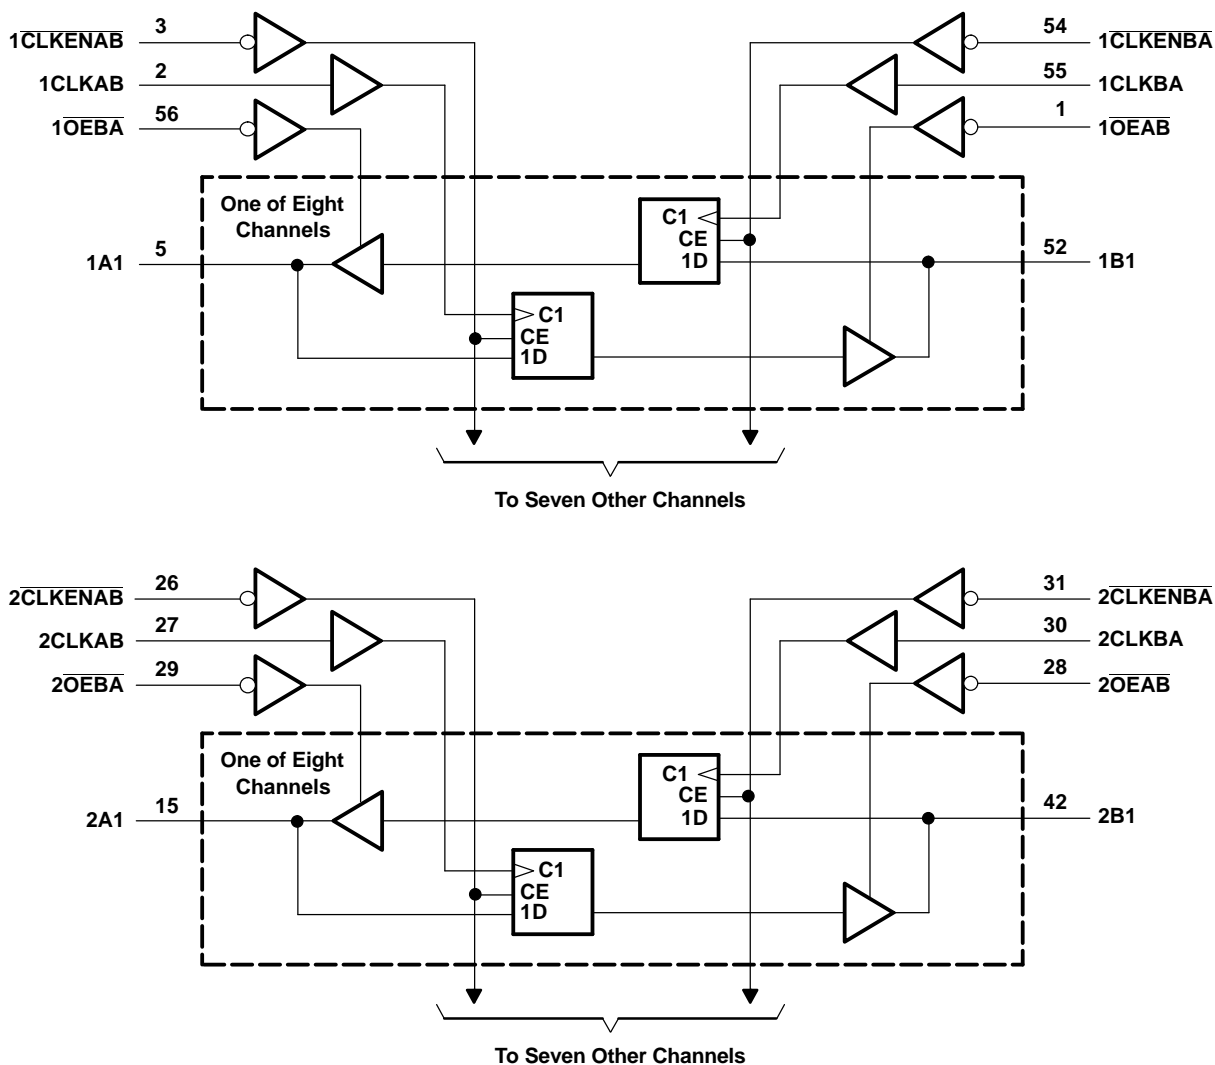 1CLKENAB 3 54 1CLKENBA
1CLKAB 2 55 1CLKBA
1OEBA 56 1 1OEAB
One of Eight
Channels
C1
CE
1D
1A1 5 52 1B1
C1
CE
1D
To Seven Other Channels
2CLKENAB 26 31 2CLKENBA
2CLKAB 27 30 2CLKBA
2OEBA 29 28 2OEAB
One of Eight
Channels
C1
CE
1D
2A1 15 42 2B1
C1
CE
1D
To Seven Other Channels